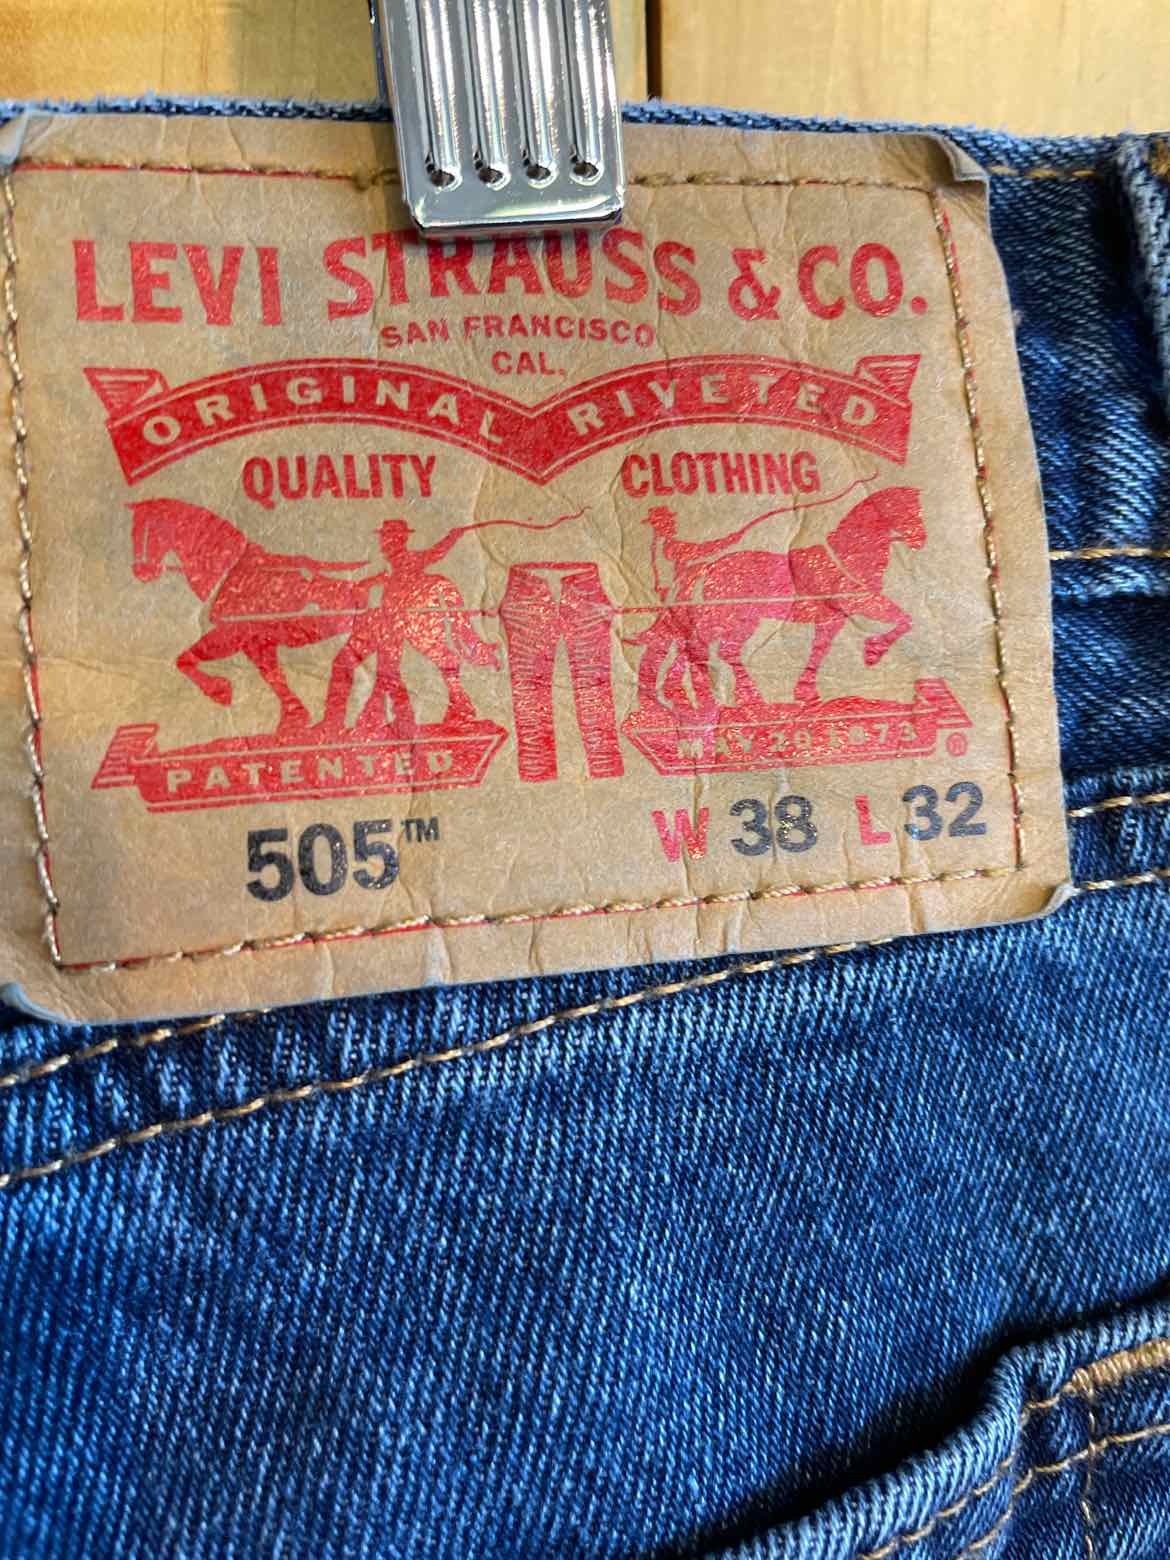 LEVI STRAUSS & CO.
SAN FRANCISCO
CAL.
ORIGINAL RIVETED
QUALITY CLOTHING
PATENTED MAY 20 1873 ®
505™ W 38 L 32